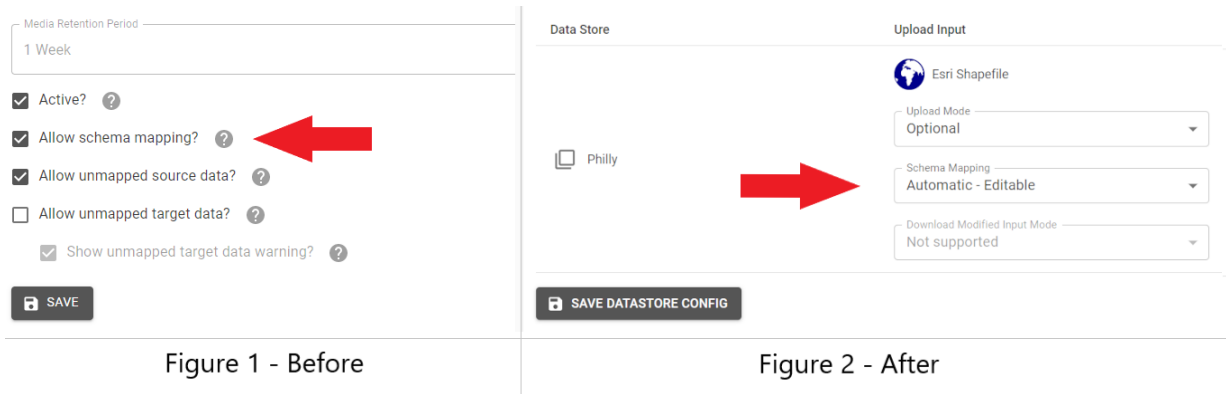 Media Retention Period
1 Week
Active?
Allow schema mapping?
Allow unmapped source data?
Allow unmapped target data?
Show unmapped target data warning?
SAVE
Figure 1 - Before
Data Store
Upload Input
Esri Shapefile
Upload Mode
Optional
Philly
Schema Mapping
Automatic - Editable
Download Modified Input Mode
Not supported
SAVE DATASTORE CONFIG
Figure 2 - After